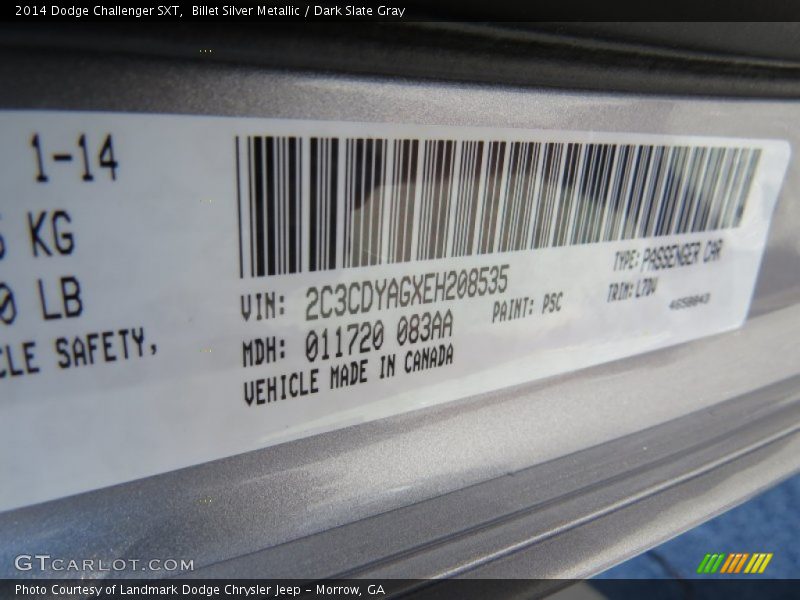 2014 Dodge Challenger SXT, Billet Silver Metallic / Dark Slate Gray
1-14
KG
LB
SAFETY,
VIN: 2C3CDYAGXEH208535
MDH: 011720 083AA
VEHICLE MADE IN CANADA
PAINT: PSC
TYPE: PASSENGER CAR
TRIM: L7DV
4658043
GTCARLOT.COM
Photo Courtesy of Landmark Dodge Chrysler Jeep - Morrow, GA